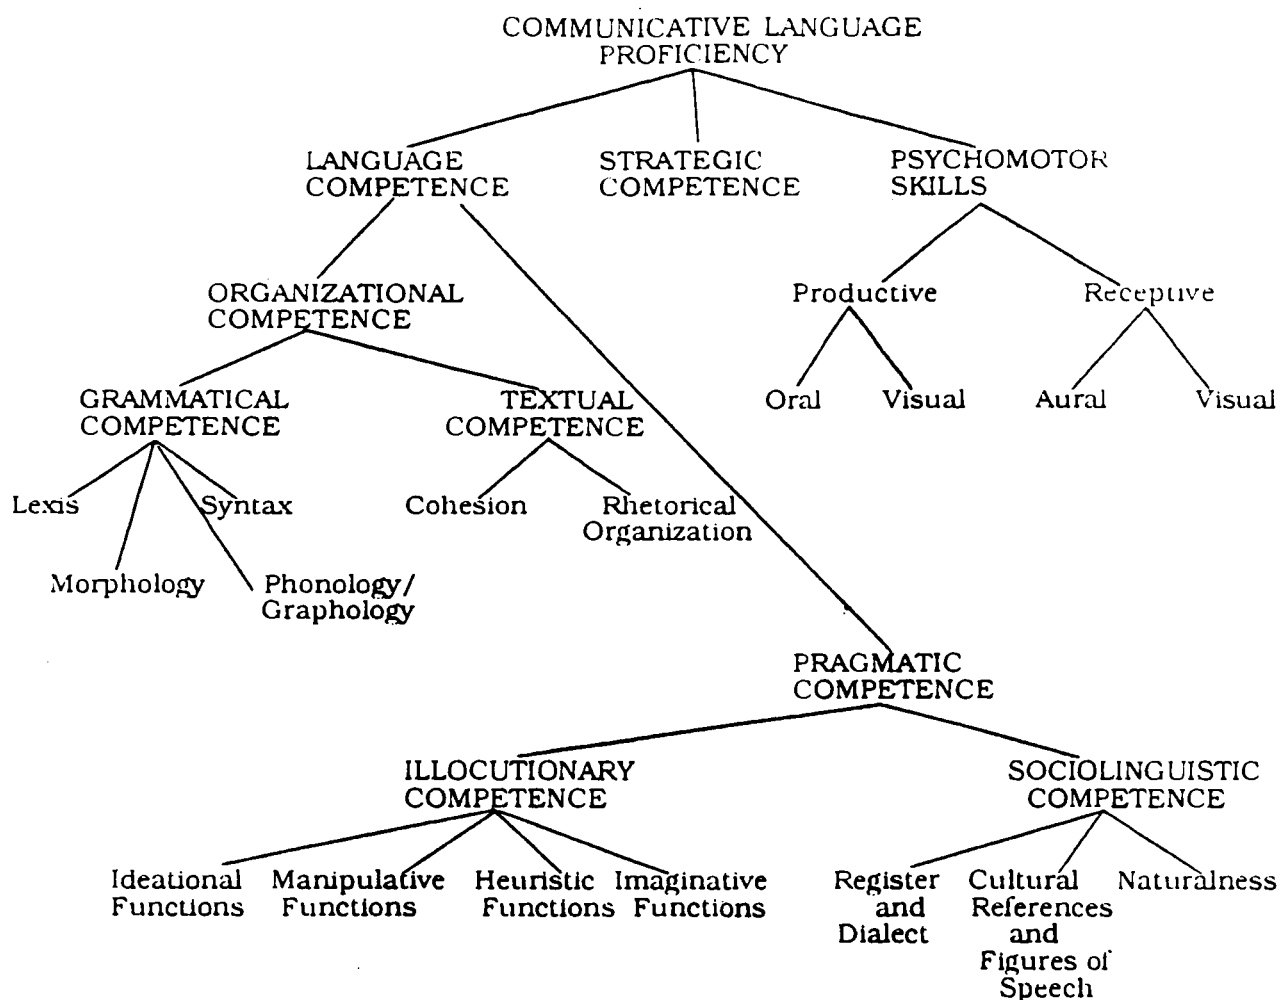 COMMUNICATIVE LANGUAGE
PROFICIENCY
LANGUAGE
COMPETENCE
STRATEGIC
COMPETENCE
PSYCHOMOTOR
SKILLS
ORGANIZATIONAL
COMPETENCE
Productive
Receptive
GRAMMATICAL
COMPETENCE
TEXTUAL
COMPETENCE
Oral
Visual
Aural
Visual
Lexis
Syntax
Cohesion
Rhetorical
Organization
Morphology
Phonology/
Graphology
PRAGMATIC
COMPETENCE
ILLOCUTIONARY
COMPETENCE
SOCIOLINGUISTIC
COMPETENCE
Ideational
Functions
Manipulative
Functions
Heuristic
Functions
Imaginative
Functions
Register
and
Dialect
Cultural
References
and
Figures of
Speech
Naturalness